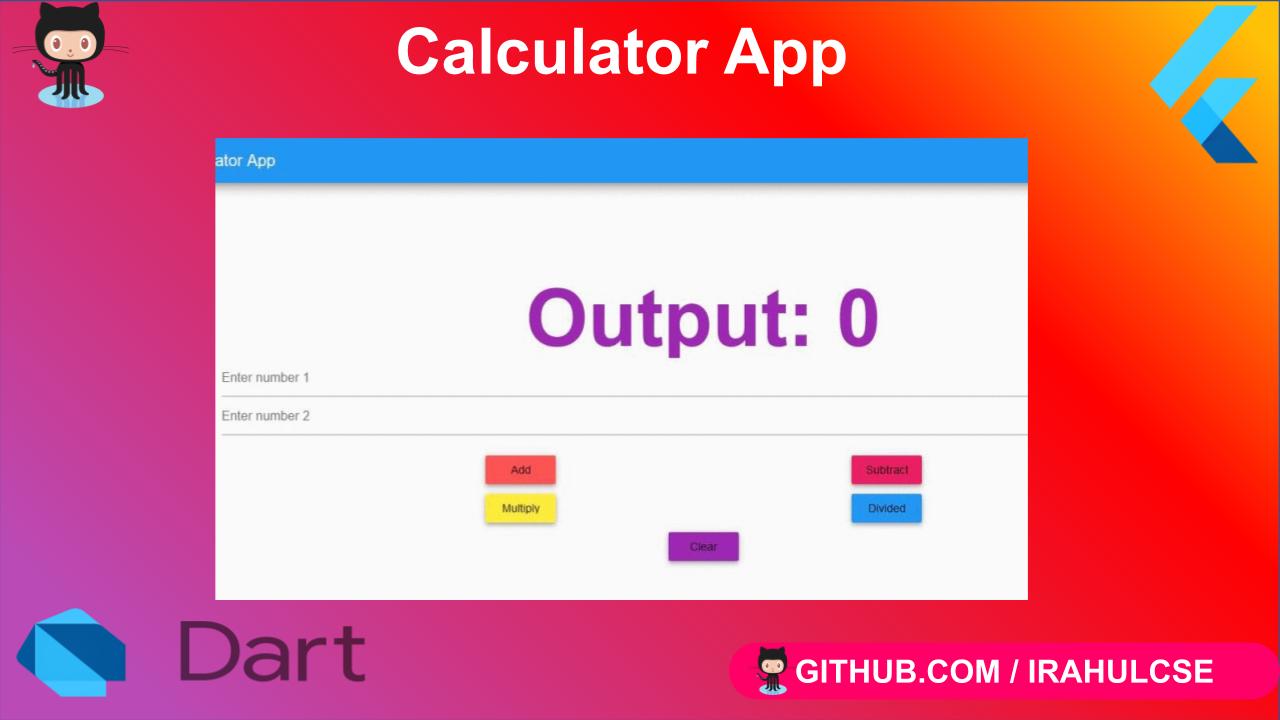 Calculator App
ator App
Output: 0
Enter number 1
Enter number 2
Add
Subtract
Multiply
Divided
Clear
Dart
GITHUB.COM / IRAHULCSE